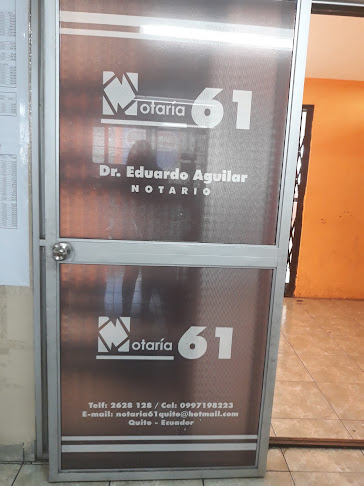 Notaría 61
Dr. Eduardo Aguilar
NOTARIO
Notaría 61
Telf: 2628 128 / Cel: 0997198223
E-mail: notaria61quito@hotmail.com
Quito - Ecuador